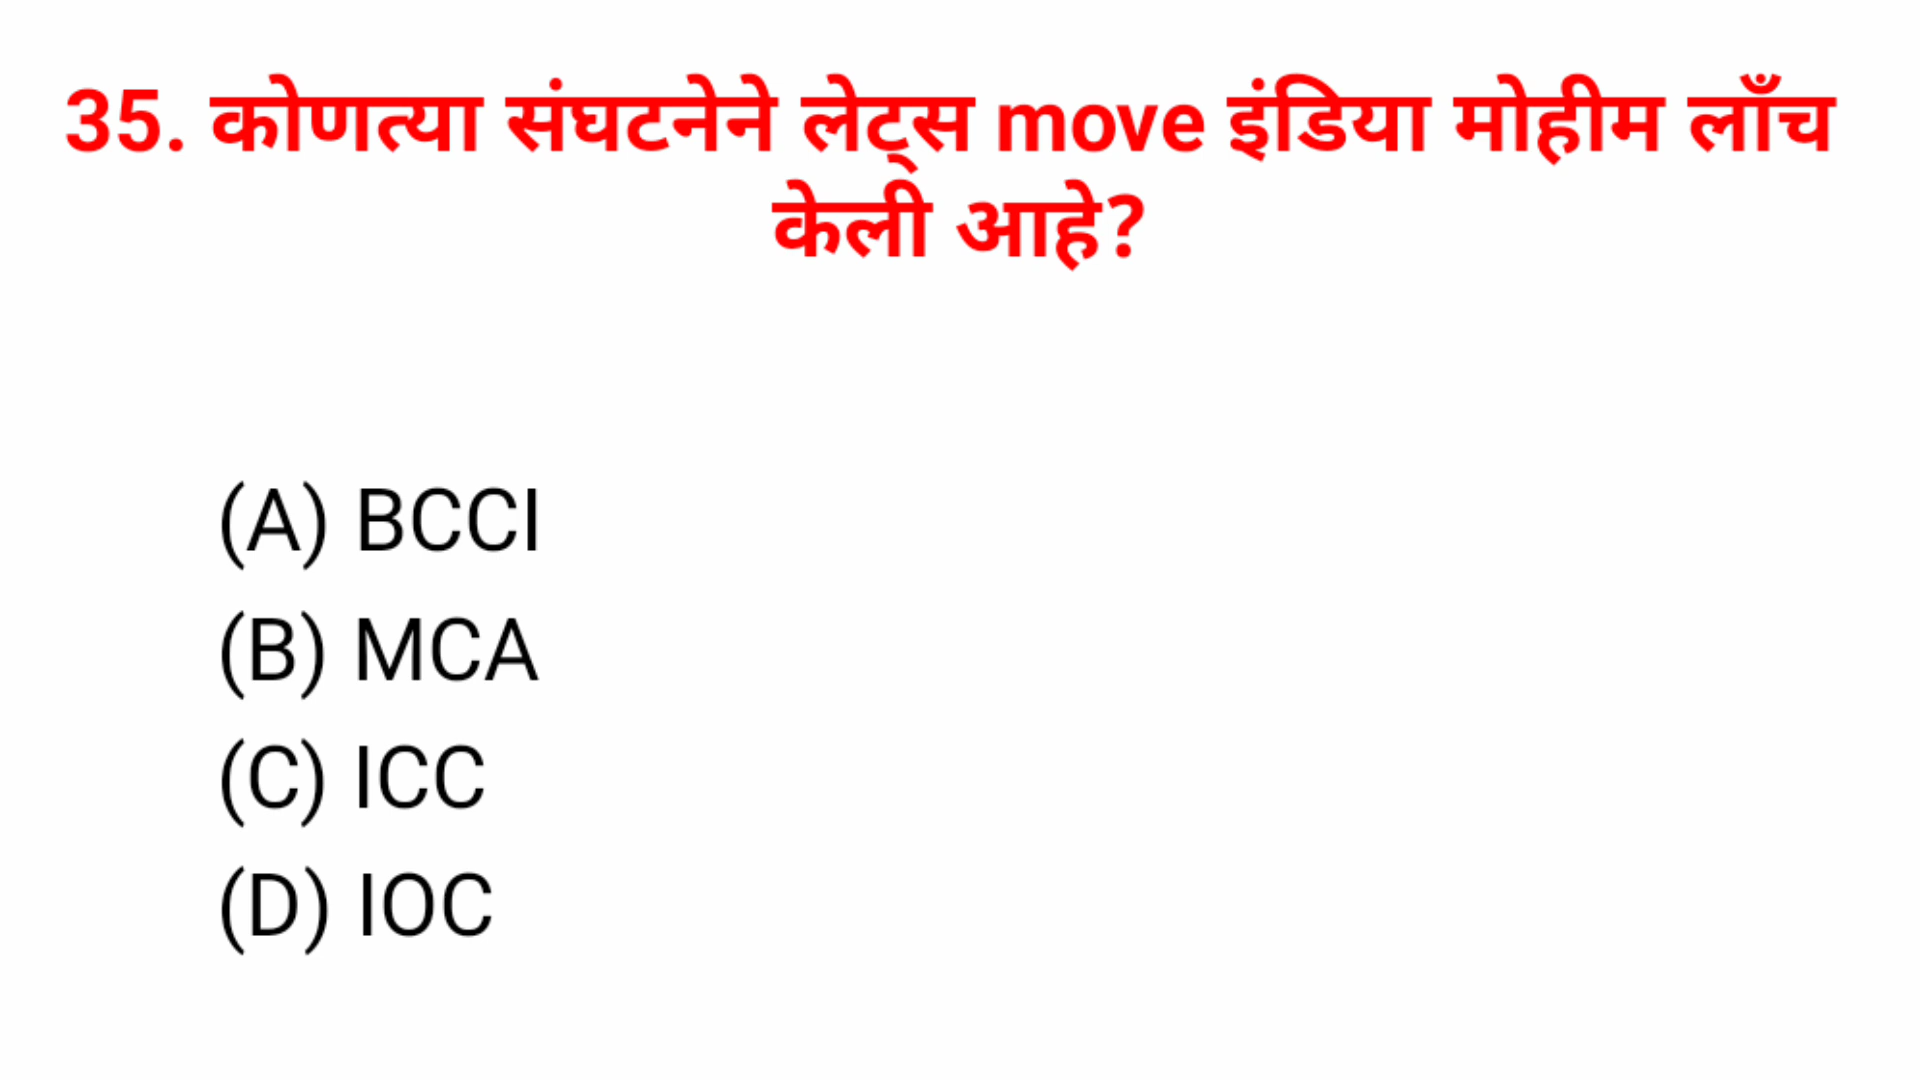 35. कोणत्या संघटनेने लेट्स move इंडिया मोहीम लाँच
केली आहे?
(A) BCCI
(B) MCA
(C) ICC
(D) IOC